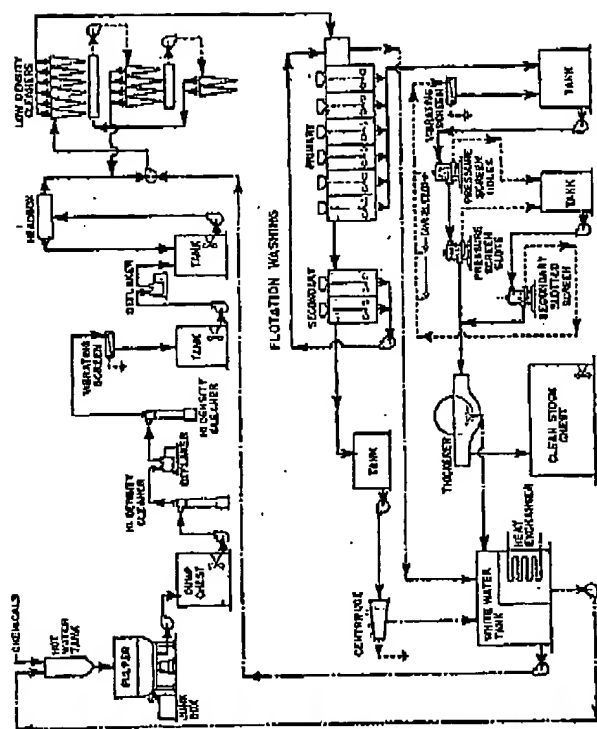 CHEMICALS
HOT
WATER
TANK
PULPER
JUNK
BOX
DUMP
CHEST
HI DENSITY
CLEANER
DEFLAKER
HI DENSITY
CLEANER
VIBRATING
SCREEN
TANK
DEFLAKER
TANK
HEADBOX
LOW DENSITY
CLEANERS
FLOTATION WASHING
PRIMARY
SECONDARY
TANK
CENTRIFUGE
VIBRATING
SCREEN
TANK
PRESSURE
SCREEN
HOLES
PRESSURE
SCREEN
SLOTS
TANK
SECONDARY
SLOTTED
SCREEN
THICKENER
CLEAN STOCK
CHEST
WHITE WATER
TANK
HEAT
EXCHANGER